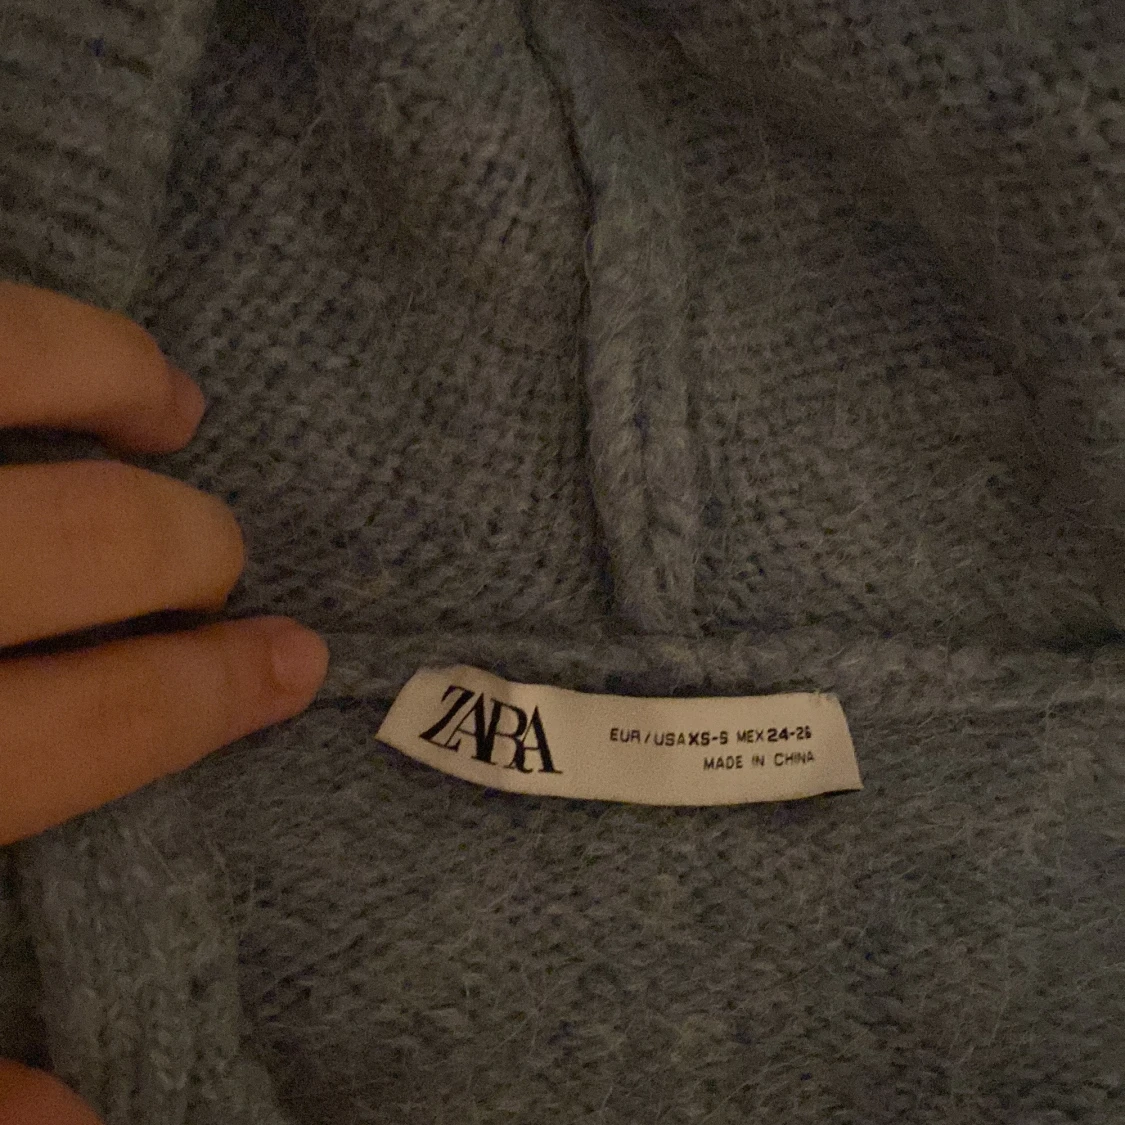 ZARA
EUR/USA XS-S MEX 24-26
MADE IN CHINA